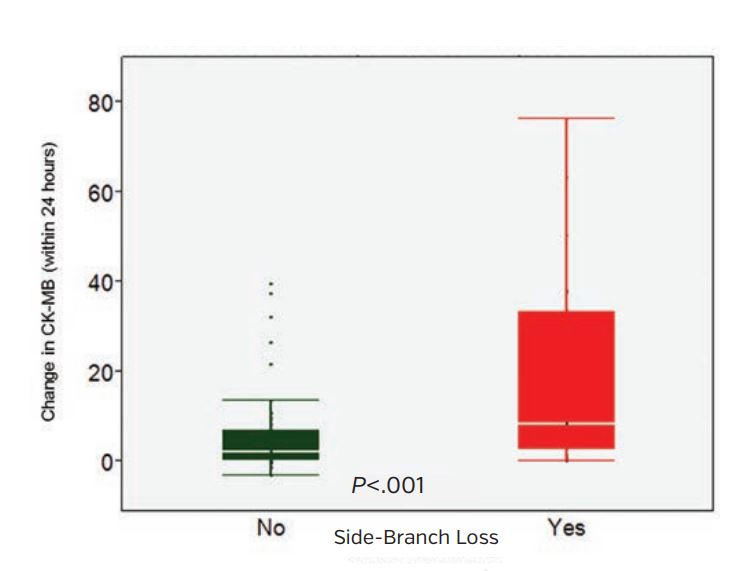 Change in CK-MB (within 24 hours)
80
60
40
20
0
P<.001
No
Yes
Side-Branch Loss